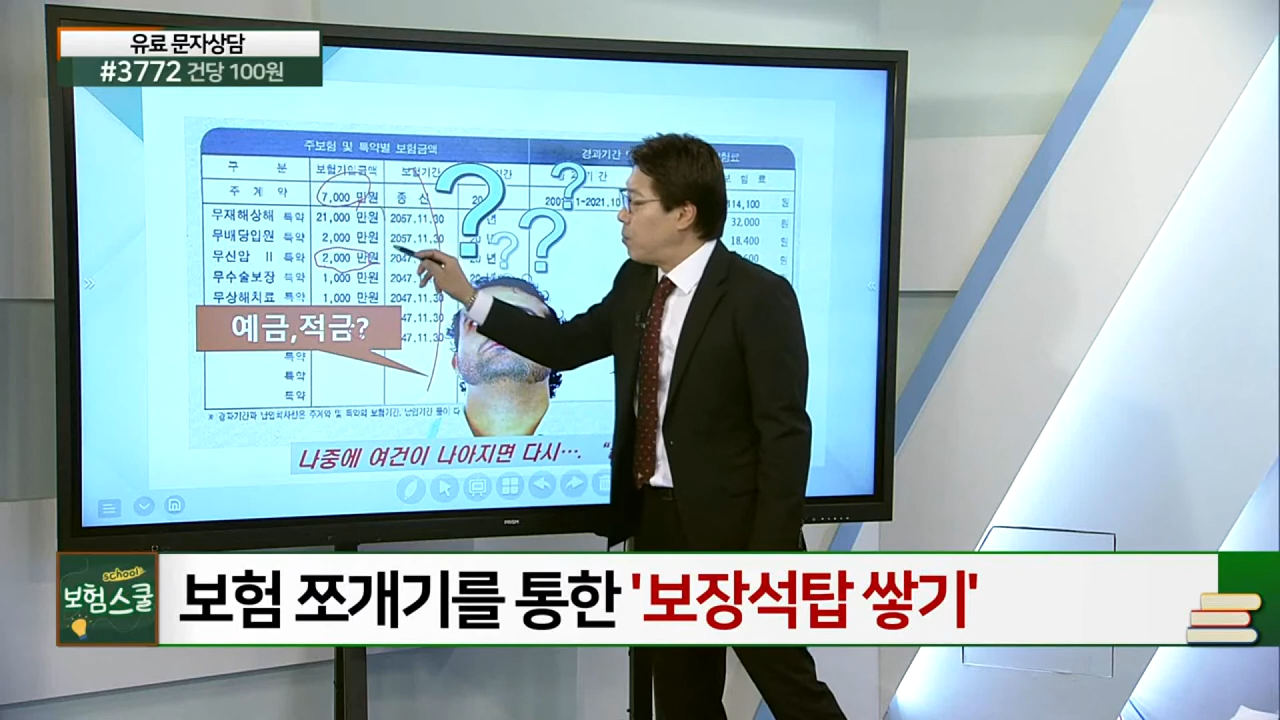 유료 문자상담
#3772 건당 100원
주보험 및 특약별 보험금액
구 분 보험가입금액 보험기간
주 계 약 7,000 만원 종 신
114,100 원
무재해상해 특약 21,000 만원 2057.11.30
32,000 원
무배당입원 특약 2,000 만원 2057.11.30
18,400 원
무신암 II 특약 2,000 만원
무수술보장 특약 1,000 만원 2047.11.30
무상해치료 특약 1,000 만원 2047.11.30
예금,적금?
특약
특약
특약
나중에 여건이 나아지면 다시….
PRISM
school
보험스쿨
보험 쪼개기를 통한 '보장석탑 쌓기'